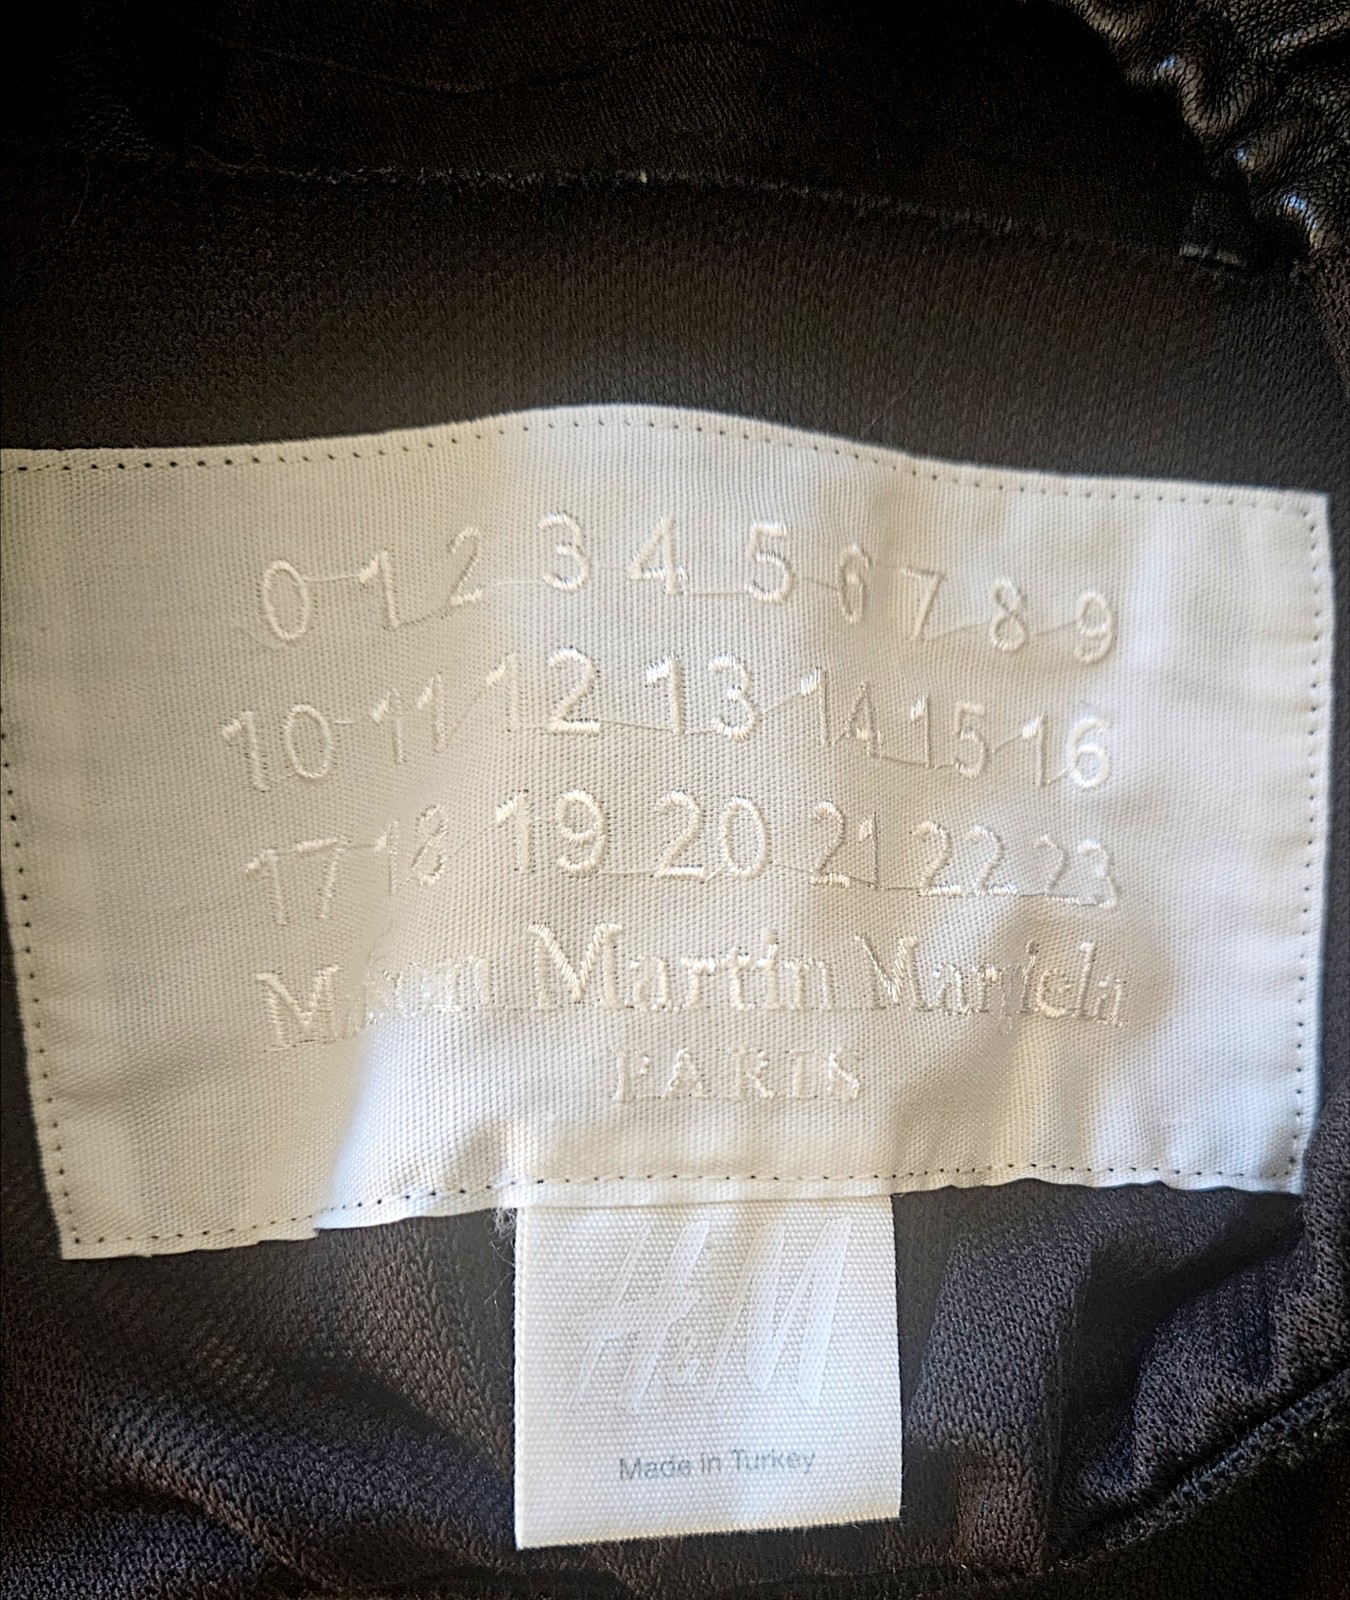 0 1 2 3 4 5 6 7 8 9
10 11 12 13 14 15 16
17 18 19 20 21 22 23
Maison Martin Margiela
PARIS
H&M
Made in Turkey